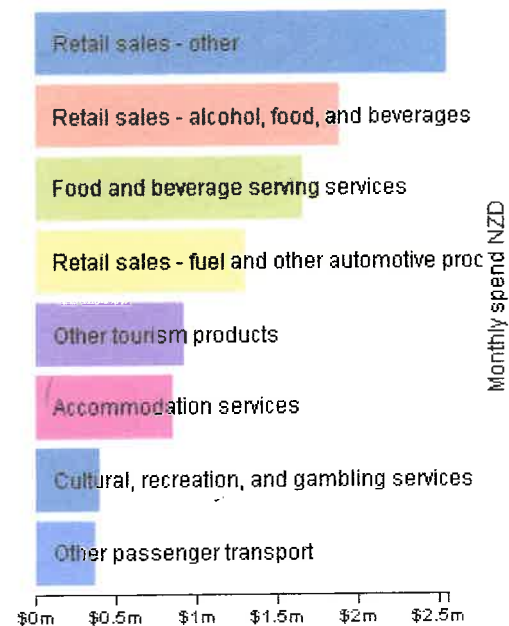 Retail sales - other
Retail sales - alcohol, food, and beverages
Food and beverage serving services
Retail sales - fuel and other automotive proc
Other tourism products
Accommodation services
Cultural, recreation, and gambling services
Other passenger transport
$0m $0.5m $1m $1.5m $2m $2.5m
Monthly spend NZD